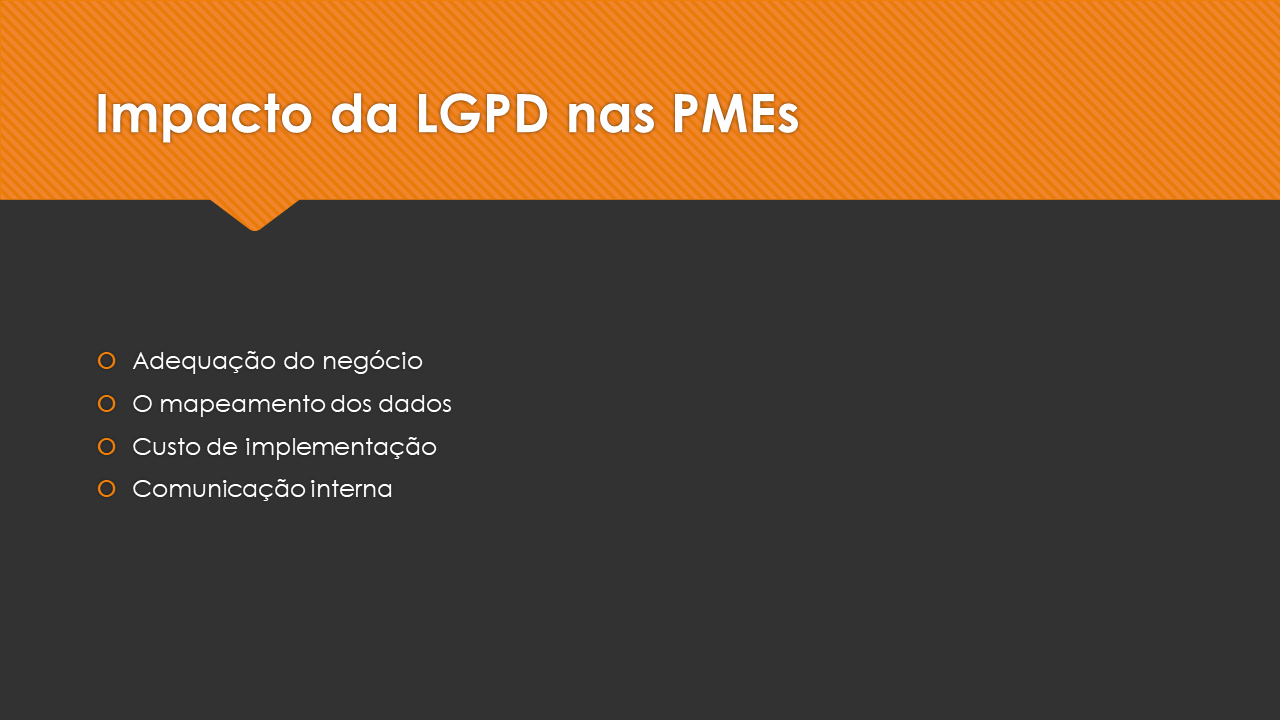 Impacto da LGPD nas PMEs
Adequação do negócio
O mapeamento dos dados
Custo de implementação
Comunicação interna